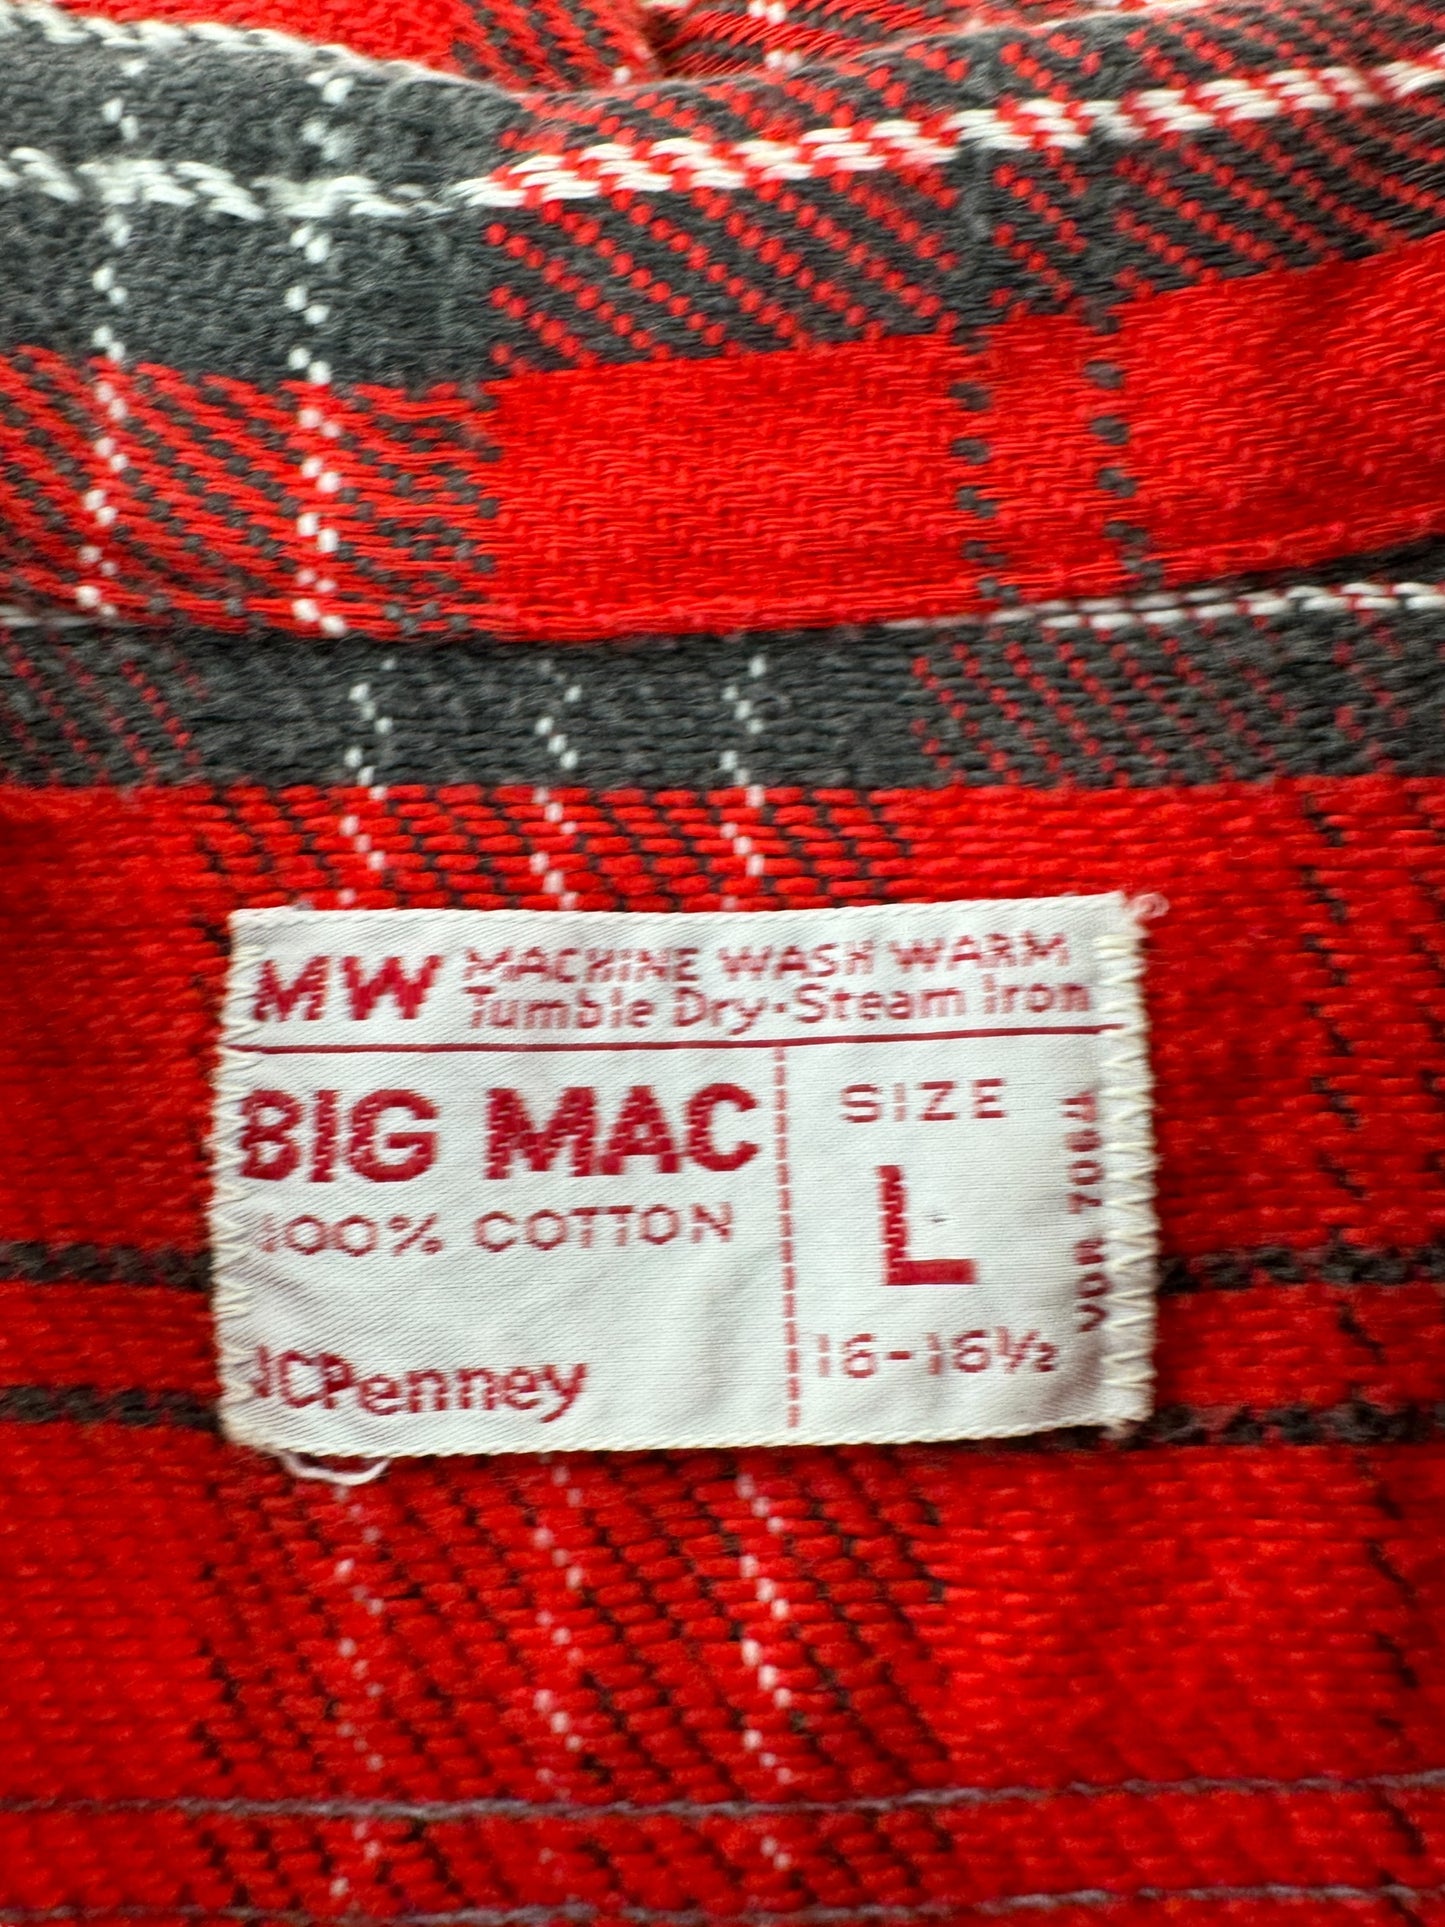 MW MACHINE WASH WARM
Tumble Dry•Steam Iron
BIG MAC
100% COTTON
JCPenney
SIZE
L
16-16½